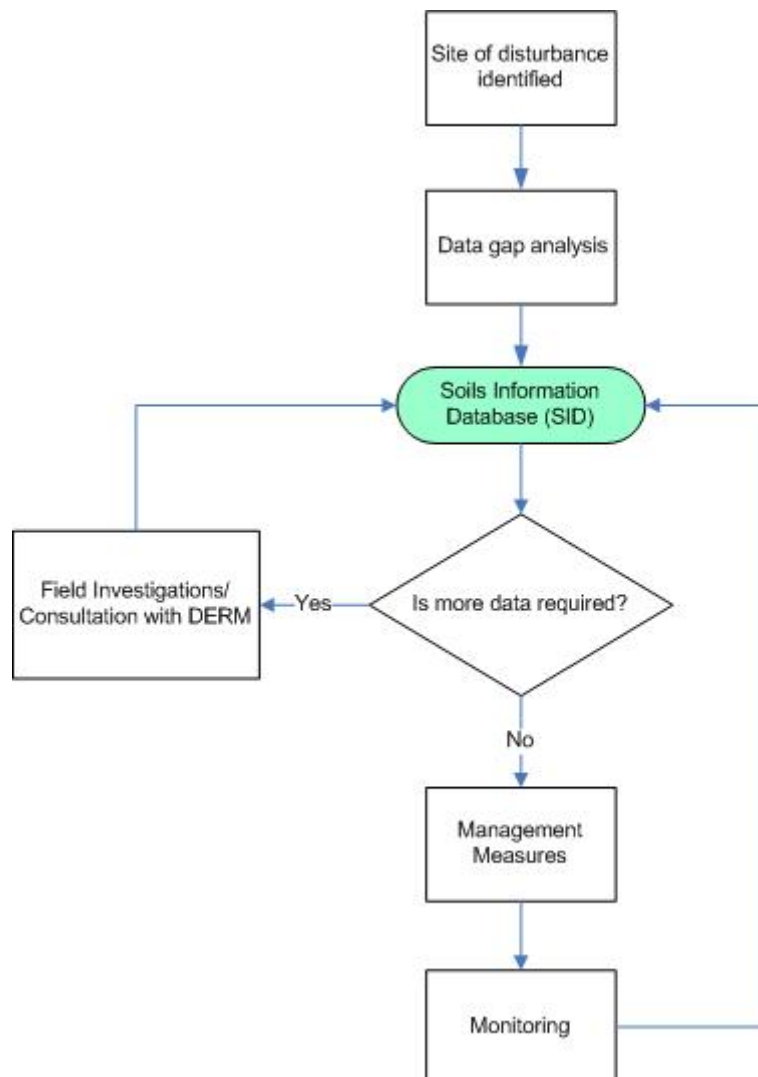 Site of disturbance
identified
Data gap analysis
Soils Information
Database (SID)
Field Investigations/
Consultation with DERM
Yes
Is more data required?
No
Management
Measures
Monitoring